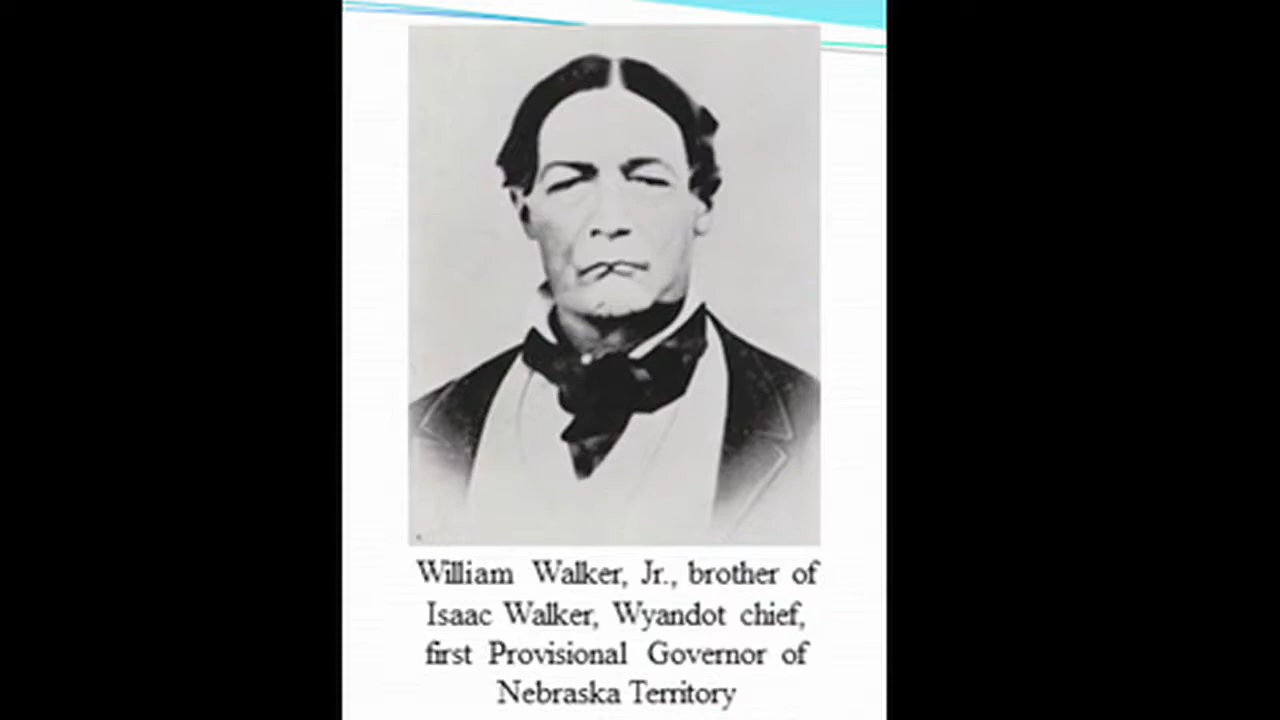 William Walker, Jr., brother of
Isaac Walker, Wyandot chief,
first Provisional Governor of
Nebraska Territory